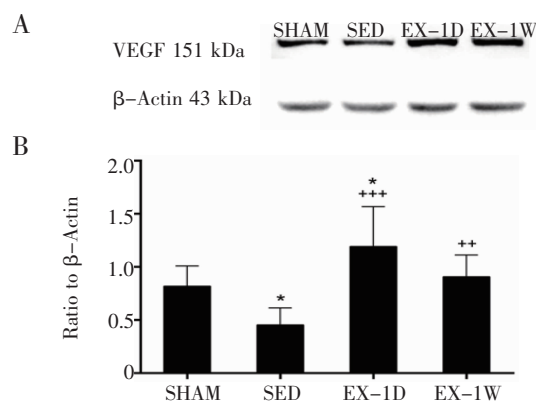 A
SHAM SED EX-1D EX-1W
VEGF 151 kDa
β-Actin 43 kDa
B
Ratio to β-Actin
2.0
1.5
1.0
0.5
0
*
*
+++
++
SHAM SED EX-1D EX-1W